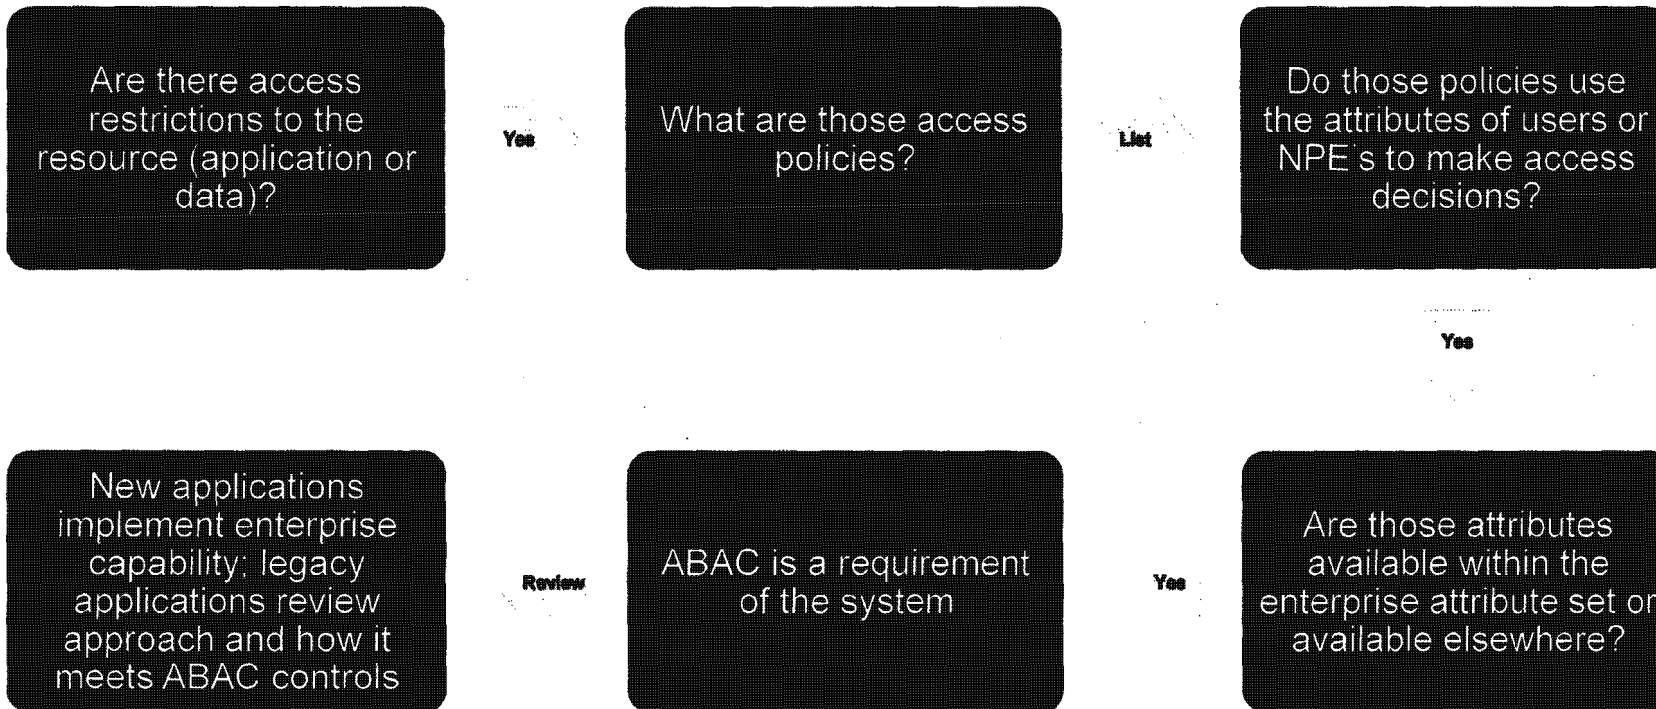 Are there access
restrictions to the
resource (application or
data)?
Yes
What are those access
policies?
List
Do those policies use
the attributes of users or
NPE's to make access
decisions?
Yes
Are those attributes
available within the
enterprise attribute set or
available elsewhere?
Yes
ABAC is a requirement
of the system
Review
New applications
implement enterprise
capability; legacy
applications review
approach and how it
meets ABAC controls